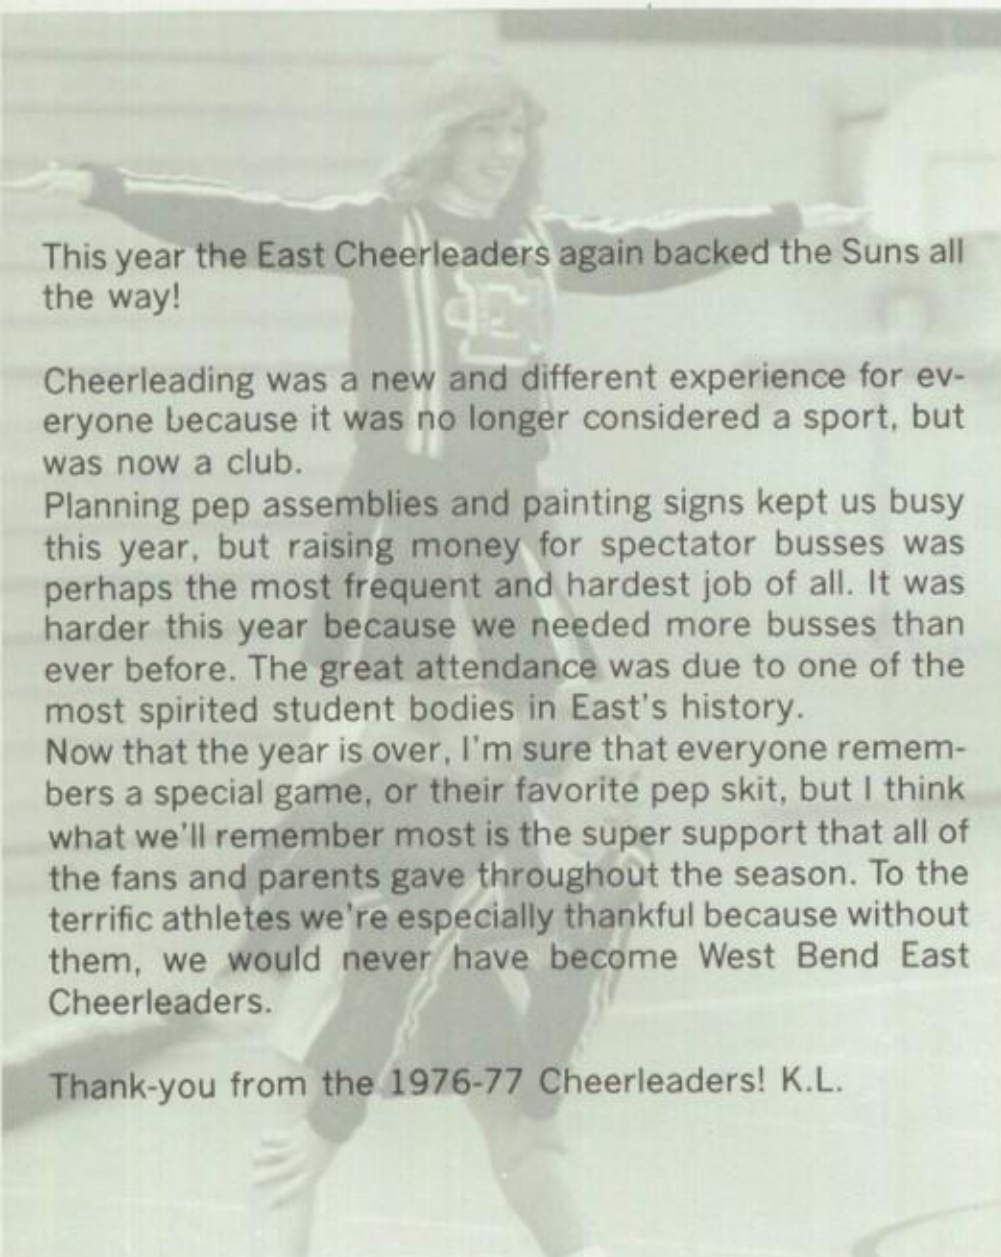 This year the East Cheerleaders again backed the Suns all
the way!
Cheerleading was a new and different experience for ev-
eryone because it was no longer considered a sport, but
was now a club.
Planning pep assemblies and painting signs kept us busy
this year, but raising money for spectator busses was
perhaps the most frequent and hardest job of all. It was
harder this year because we needed more busses than
ever before. The great attendance was due to one of the
most spirited student bodies in East's history.
Now that the year is over, I'm sure that everyone remem-
bers a special game, or their favorite pep skit, but I think
what we'll remember most is the super support that all of
the fans and parents gave throughout the season. To the
terrific athletes we're especially thankful because without
them, we would never have become West Bend East
Cheerleaders.
Thank-you from the 1976-77 Cheerleaders! K.L.